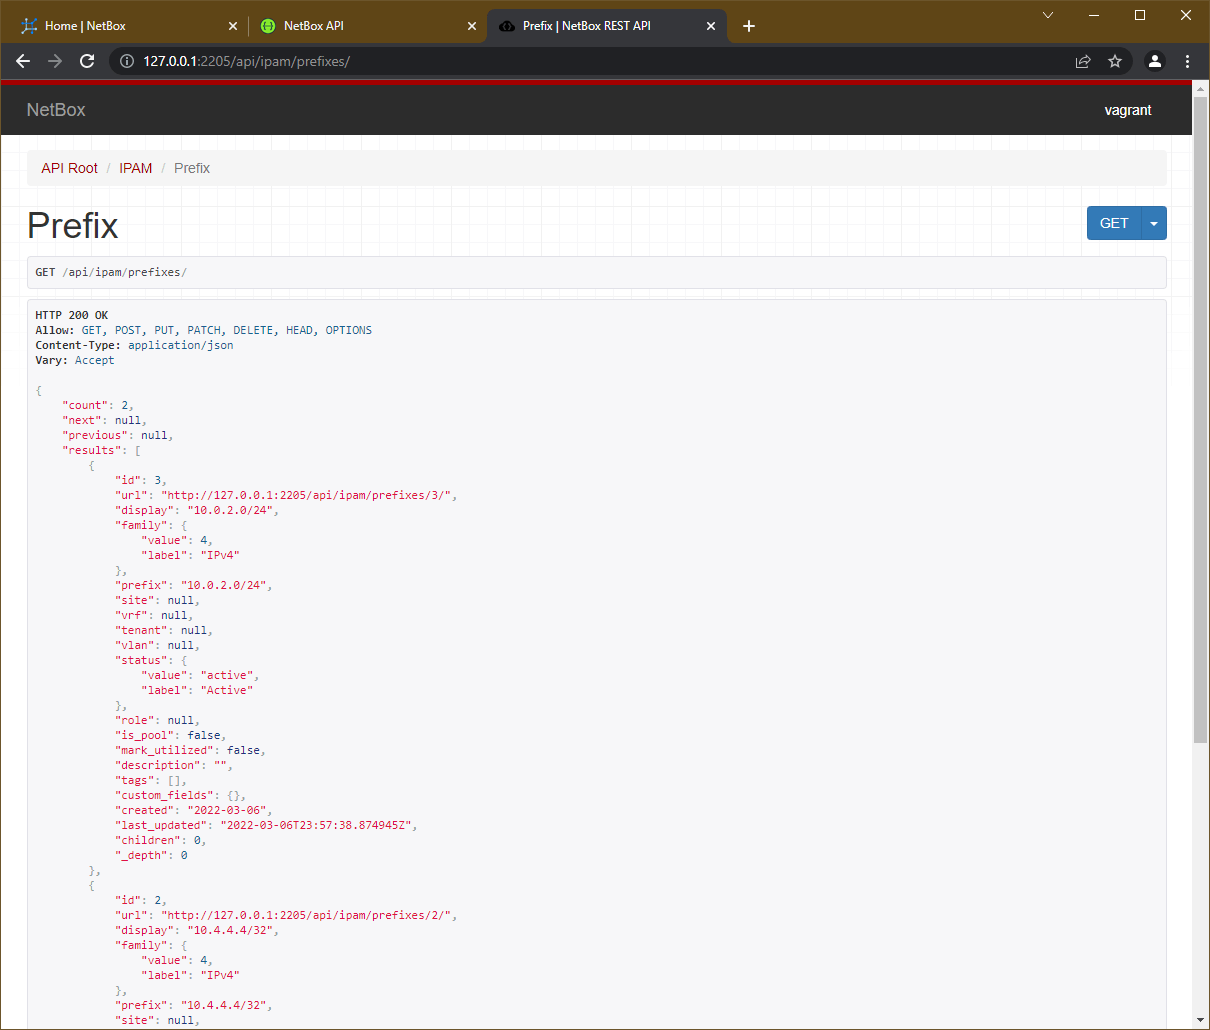 Home | NetBox
NetBox API
Prefix | NetBox REST API
127.0.0.1:2205/api/ipam/prefixes/
NetBox
vagrant
API Root / IPAM / Prefix
Prefix
GET
GET /api/ipam/prefixes/
HTTP 200 OK
Allow: GET, POST, PUT, PATCH, DELETE, HEAD, OPTIONS
Content-Type: application/json
Vary: Accept
{
    "count": 2,
    "next": null,
    "previous": null,
    "results": [
        {
            "id": 3,
            "url": "http://127.0.0.1:2205/api/ipam/prefixes/3/",
            "display": "10.0.2.0/24",
            "family": {
                "value": 4,
                "label": "IPv4"
            },
            "prefix": "10.0.2.0/24",
            "site": null,
            "vrf": null,
            "tenant": null,
            "vlan": null,
            "status": {
                "value": "active",
                "label": "Active"
            },
            "role": null,
            "is_pool": false,
            "mark_utilized": false,
            "description": "",
            "tags": [],
            "custom_fields": {},
            "created": "2022-03-06",
            "last_updated": "2022-03-06T23:57:38.874945Z",
            "children": 0,
            "_depth": 0
        },
        {
            "id": 2,
            "url": "http://127.0.0.1:2205/api/ipam/prefixes/2/",
            "display": "10.4.4.4/32",
            "family": {
                "value": 4,
                "label": "IPv4"
            },
            "prefix": "10.4.4.4/32",
            "site": null,